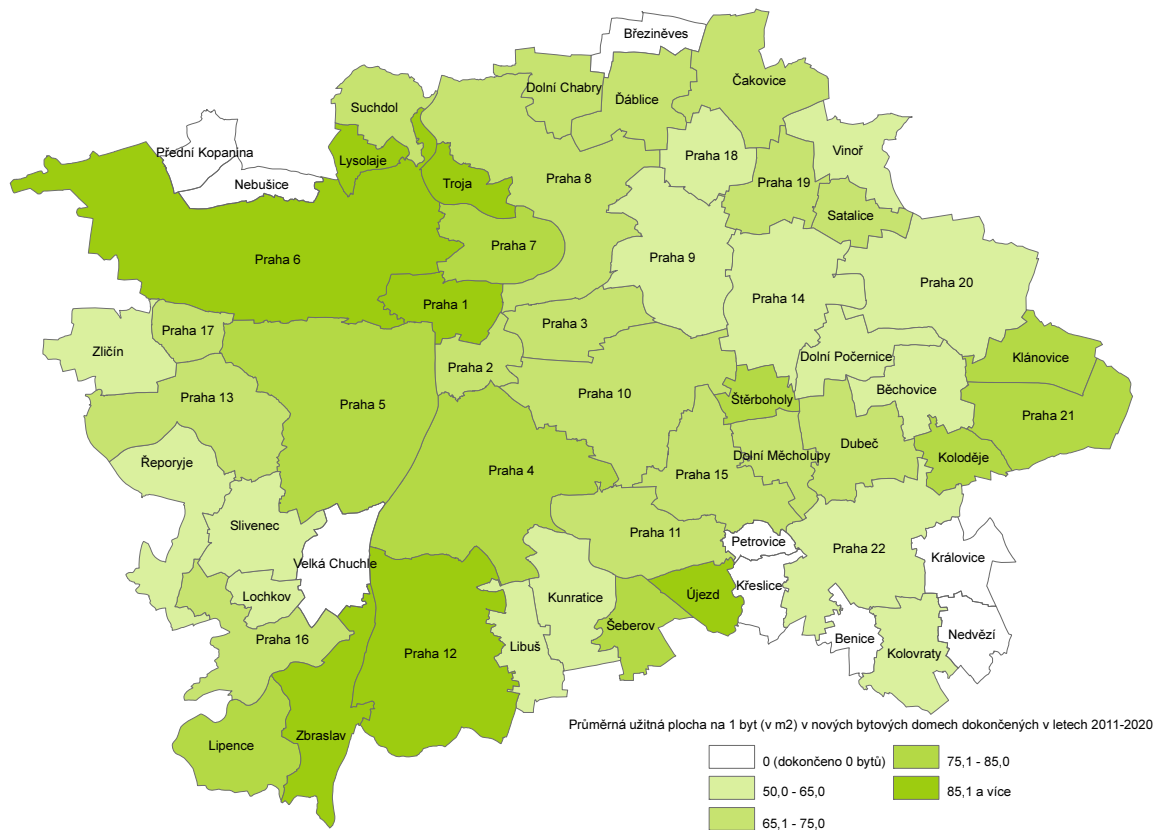 Březiněves
Čakovice
Dolní Chabry
Ďáblice
Suchdol
Přední Kopanina
Lysolaje
Praha 18
Vinoř
Nebušice
Troja
Praha 8
Praha 19
Satalice
Praha 7
Praha 6
Praha 9
Praha 20
Praha 14
Praha 1
Praha 3
Praha 17
Zličín
Dolní Počernice
Klánovice
Praha 2
Běchovice
Praha 13
Praha 5
Praha 10
Štěrboholy
Praha 21
Dubeč
Řeporyje
Praha 4
Dolní Měcholupy
Koloděje
Praha 15
Slivenec
Praha 11
Petrovice
Praha 22
Velká Chuchle
Královice
Křeslice
Lochkov
Kunratice
Újezd
Šeberov
Praha 16
Benice
Nedvězí
Libuš
Praha 12
Kolovraty
Zbraslav
Lipence
Průměrná užitná plocha na 1 byt (v m2) v nových bytových domech dokončených v letech 2011-2020
0 (dokončeno 0 bytů)
50,0 - 65,0
65,1 - 75,0
75,1 - 85,0
85,1 a více